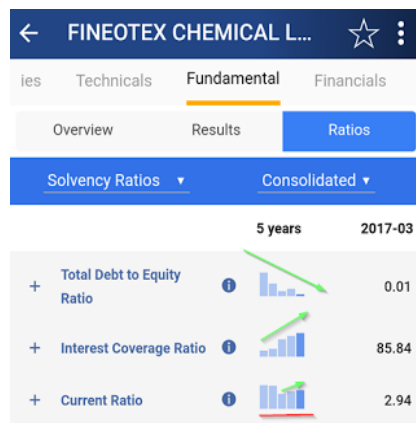 FINEOTEX CHEMICAL L...
ies Technicals Fundamental Financials
Overview Results Ratios
Solvency Ratios Consolidated
5 years 2017-03
+ Total Debt to Equity
Ratio i 0.01
+ Interest Coverage Ratio i 85.84
+ Current Ratio i 2.94